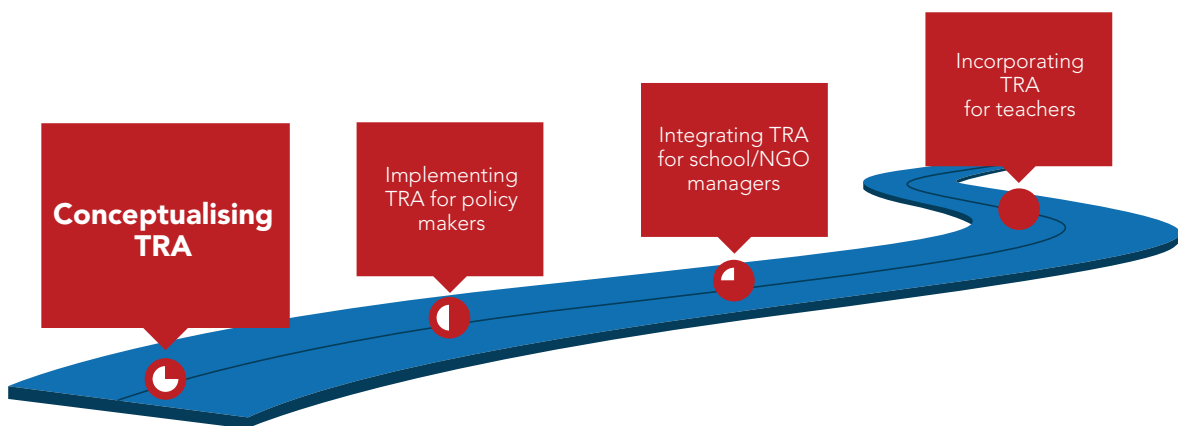 Conceptualising
TRA
Implementing
TRA for policy
makers
Integrating TRA
for school/NGO
managers
Incorporating
TRA
for teachers